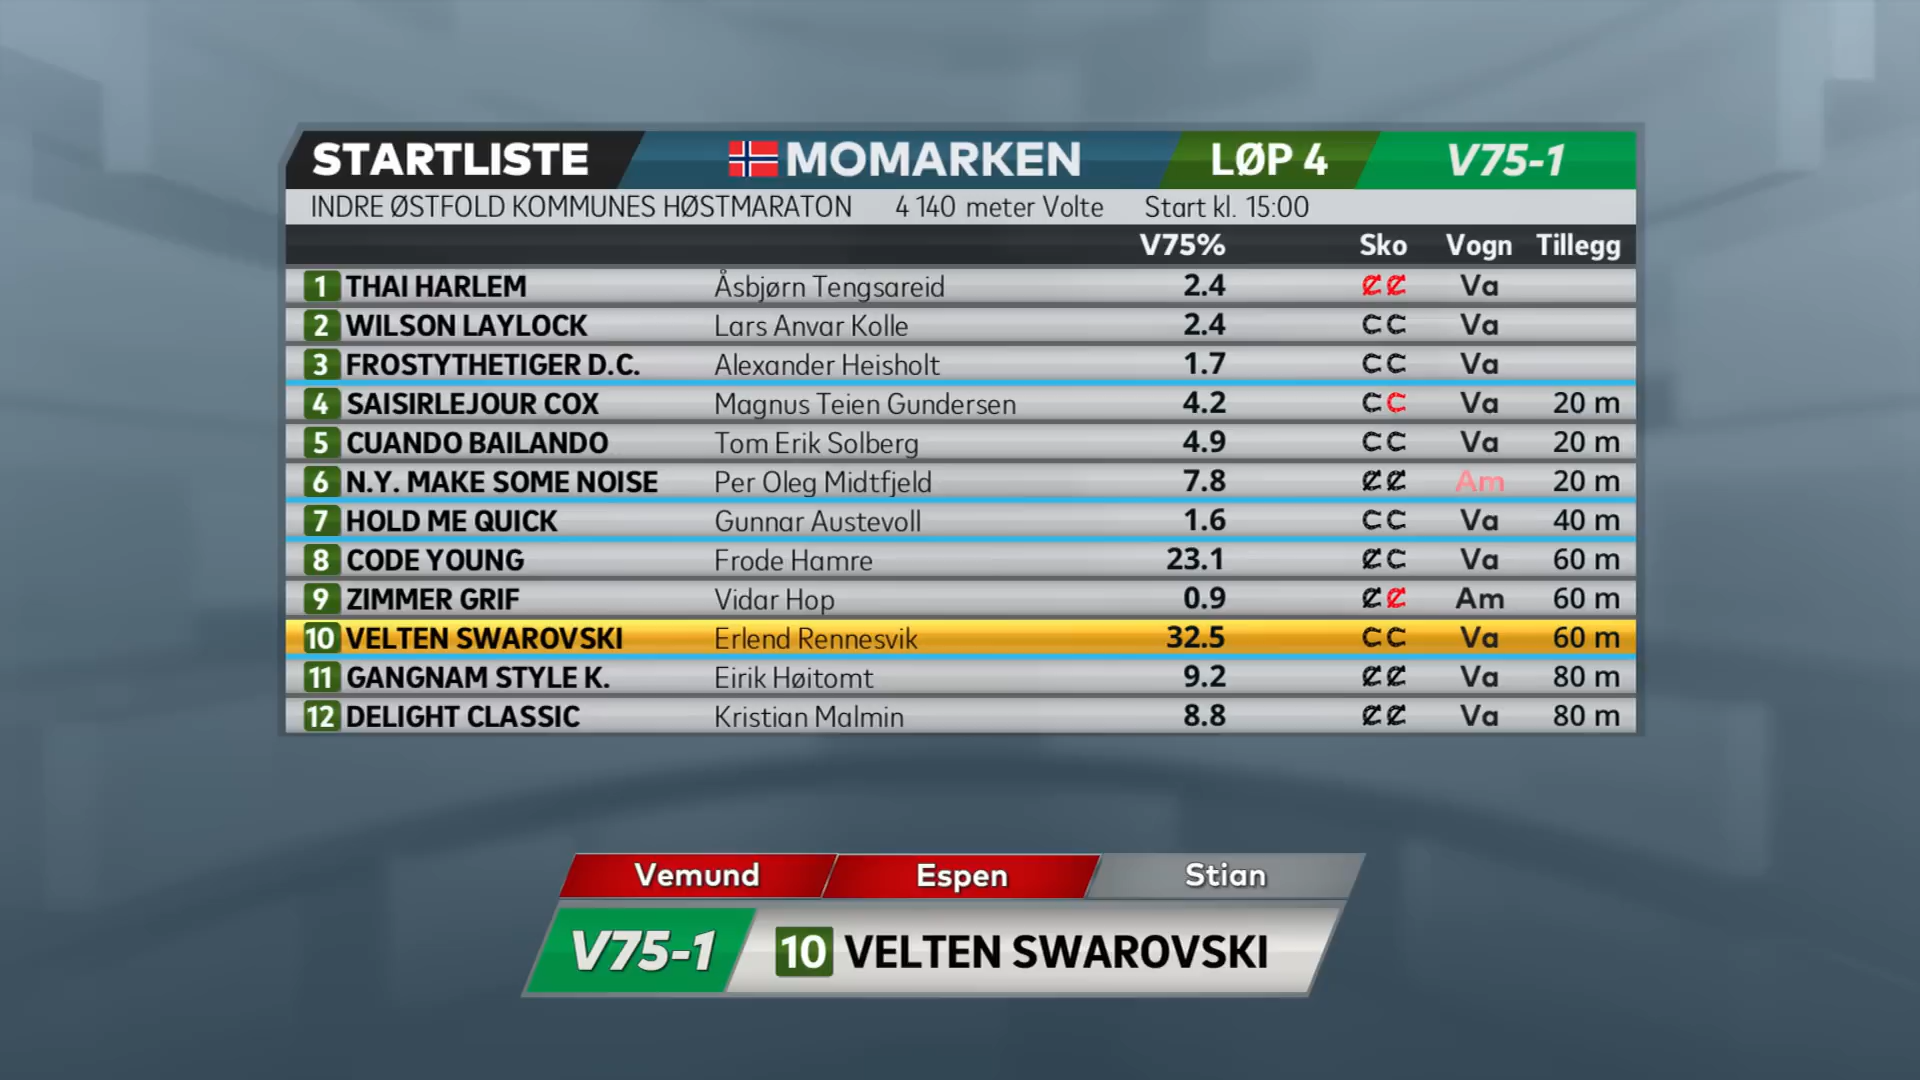 STARTLISTE MOMARKEN LØP 4 V75-1
INDRE ØSTFOLD KOMMUNES HØSTMARATON 4 140 meter Volte Start kl. 15:00
V75% Sko Vogn Tillegg
1 THAI HARLEM Åsbjørn Tengsareid 2.4 Va
2 WILSON LAYLOCK Lars Anvar Kolle 2.4 CC Va
3 FROSTYTHETIGER D.C. Alexander Heisholt 1.7 CC Va
4 SAISIRLEJOUR COX Magnus Teien Gundersen 4.2 CC Va 20 m
5 CUANDO BAILANDO Tom Erik Solberg 4.9 CC Va 20 m
6 N.Y. MAKE SOME NOISE Per Oleg Midtfjeld 7.8 Am 20 m
7 HOLD ME QUICK Gunnar Austevoll 1.6 CC Va 40 m
8 CODE YOUNG Frode Hamre 23.1 Va 60 m
9 ZIMMER GRIF Vidar Hop 0.9 Am 60 m
10 VELTEN SWAROVSKI Erlend Rennesvik 32.5 CC Va 60 m
11 GANGNAM STYLE K. Eirik Høitomt 9.2 Va 80 m
12 DELIGHT CLASSIC Kristian Malmin 8.8 Va 80 m
Vemund Espen Stian
V75-1 10 VELTEN SWAROVSKI